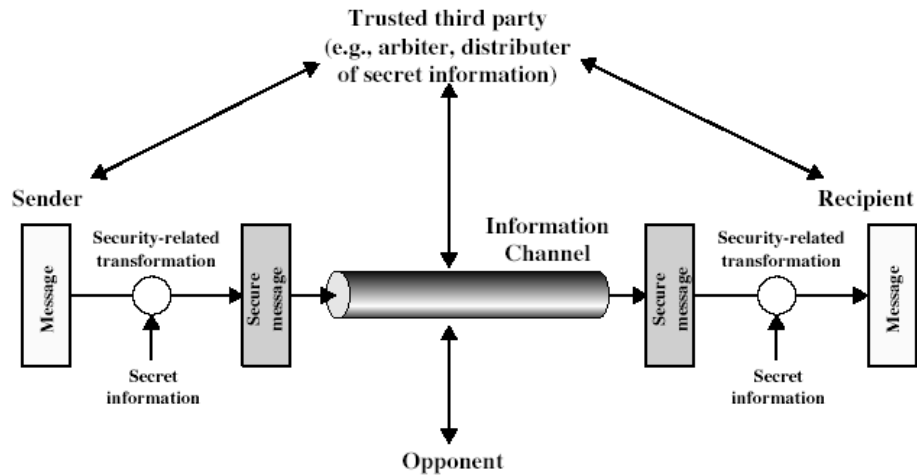 Trusted third party
(e.g., arbiter, distributer
of secret information)
Sender
Recipient
Message
Security-related
transformation
Secret
information
Secure
message
Information
Channel
Secure
message
Security-related
transformation
Secret
information
Message
Opponent